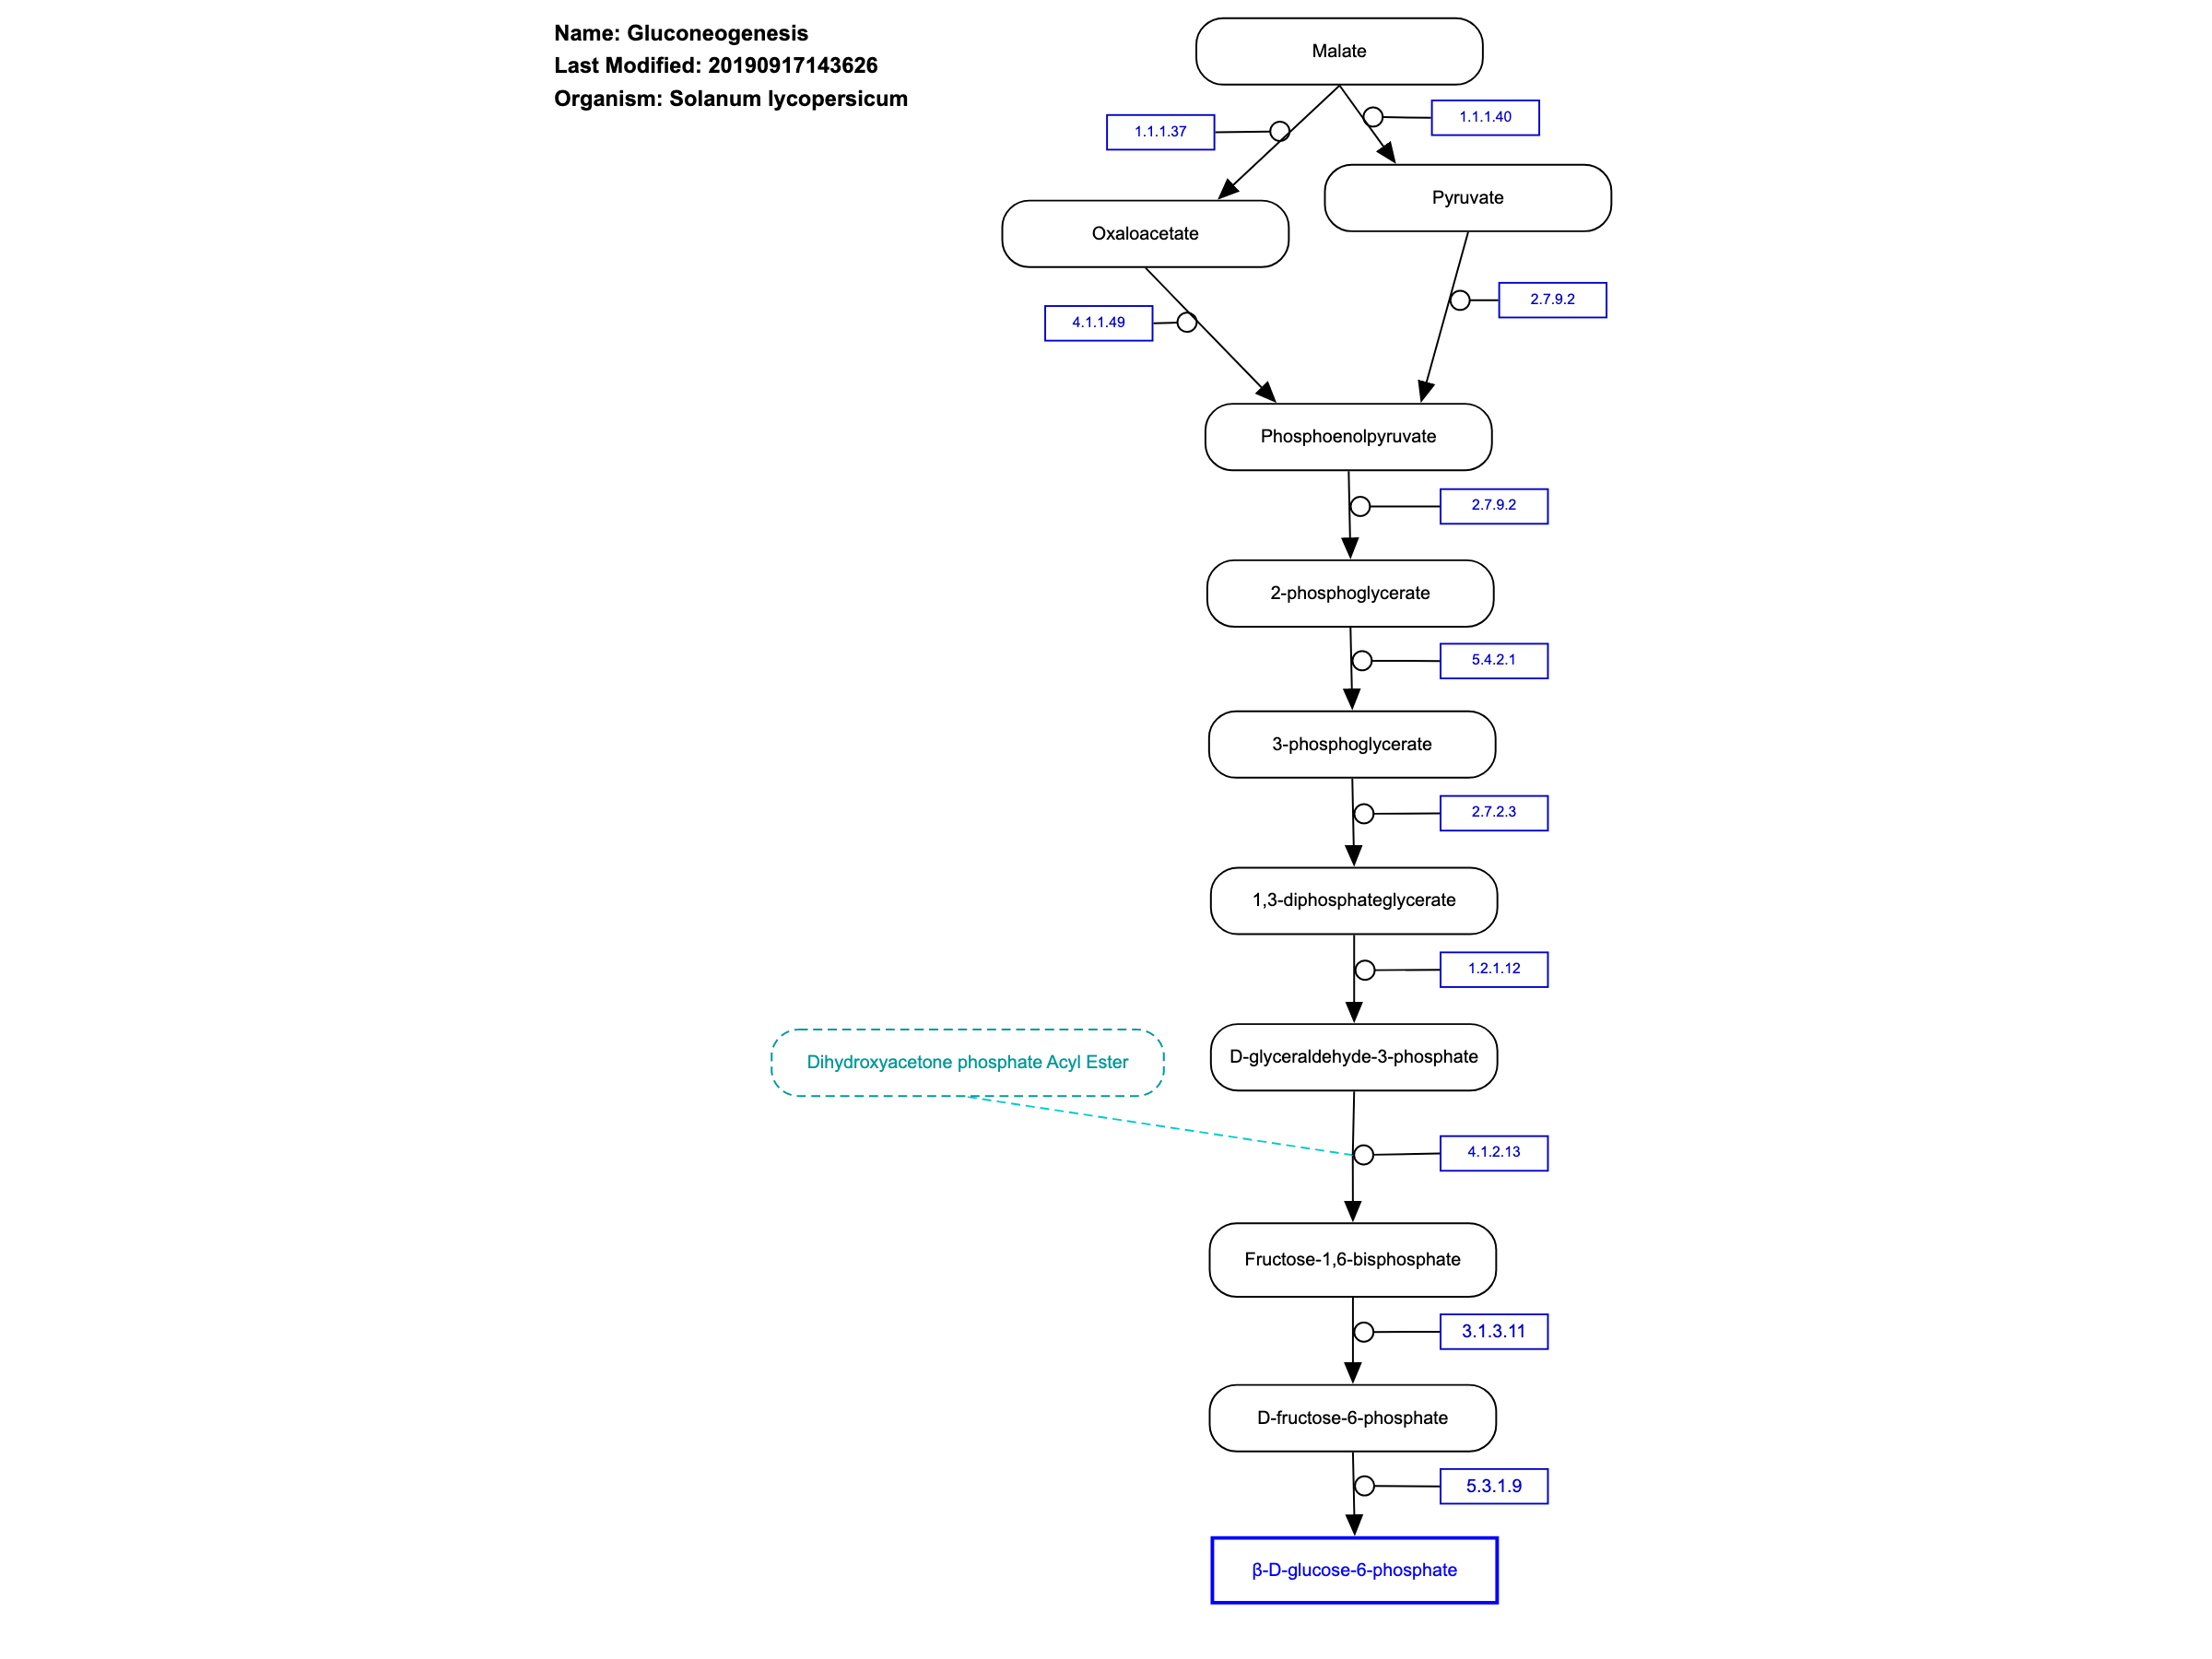 Name: Gluconeogenesis
Last Modified: 20190917143626
Organism: Solanum lycopersicum
Malate
1.1.1.37
1.1.1.40
Pyruvate
Oxaloacetate
4.1.1.49
2.7.9.2
Phosphoenolpyruvate
2.7.9.2
2-phosphoglycerate
5.4.2.1
3-phosphoglycerate
2.7.2.3
1,3-diphosphateglycerate
1.2.1.12
Dihydroxyacetone phosphate Acyl Ester
D-glyceraldehyde-3-phosphate
4.1.2.13
Fructose-1,6-bisphosphate
3.1.3.11
D-fructose-6-phosphate
5.3.1.9
β-D-glucose-6-phosphate